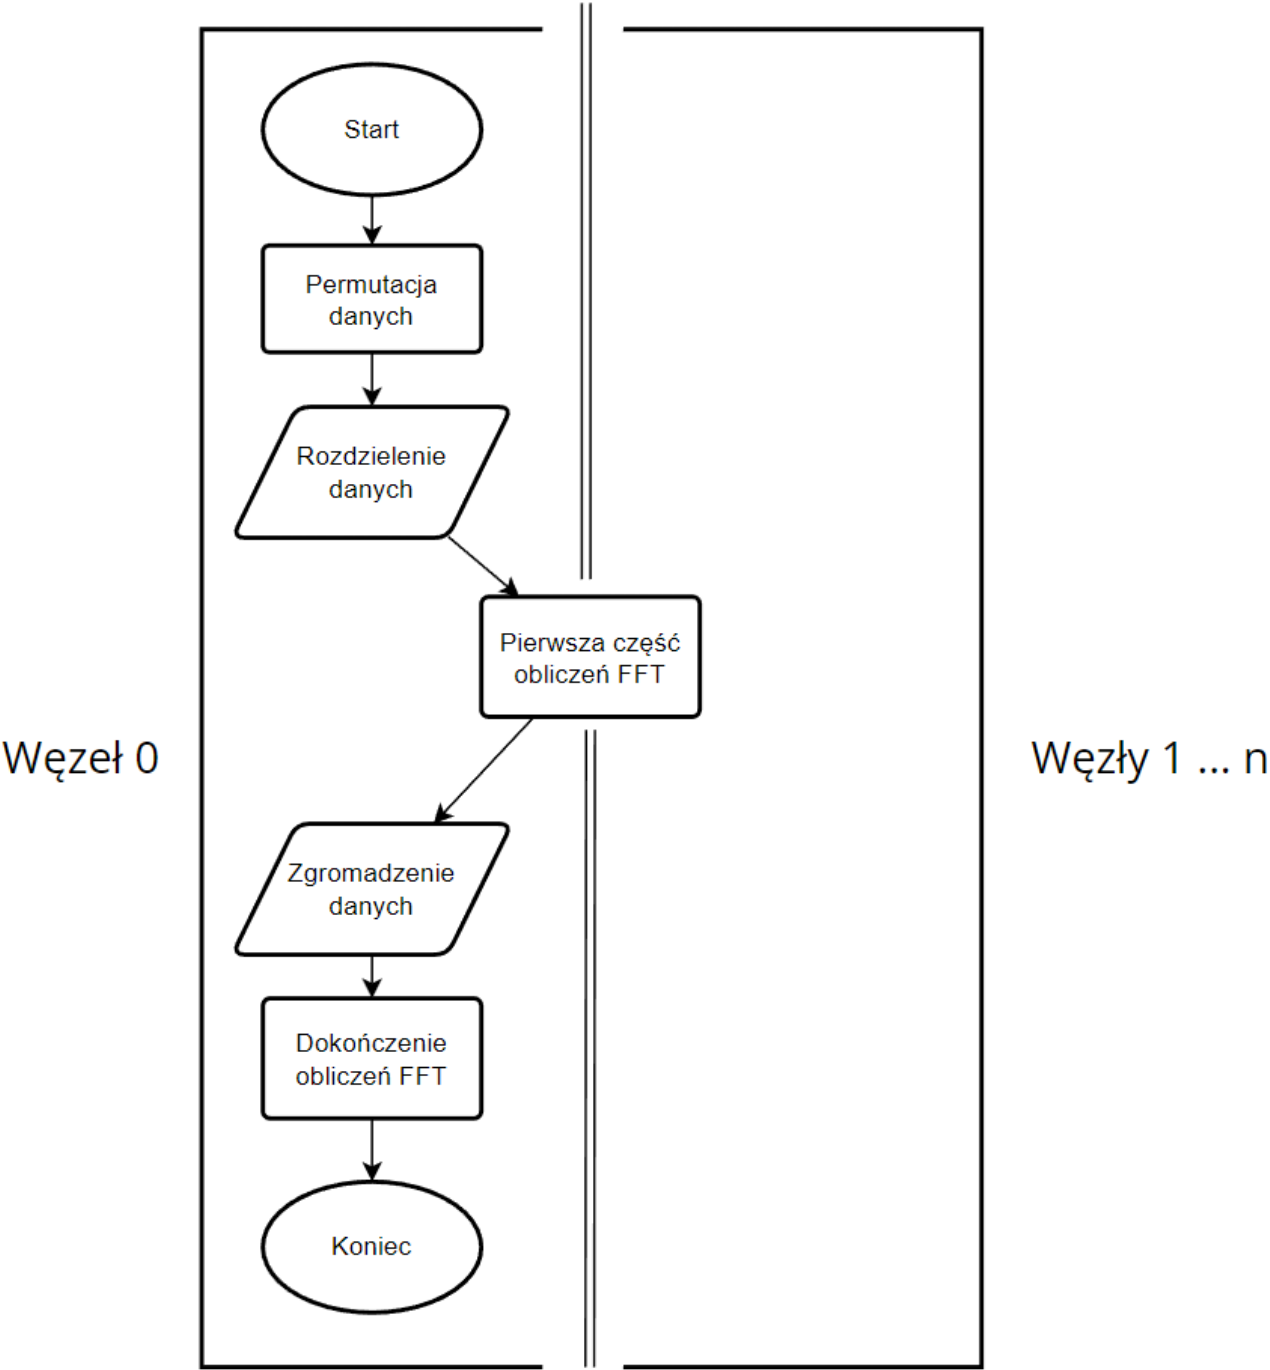 Start
Permutacja
danych
Rozdzielenie
danych
Pierwsza część
obliczeń FFT
Węzeł 0
Węzły 1 ... n
Zgromadzenie
danych
Dokończenie
obliczeń FFT
Koniec